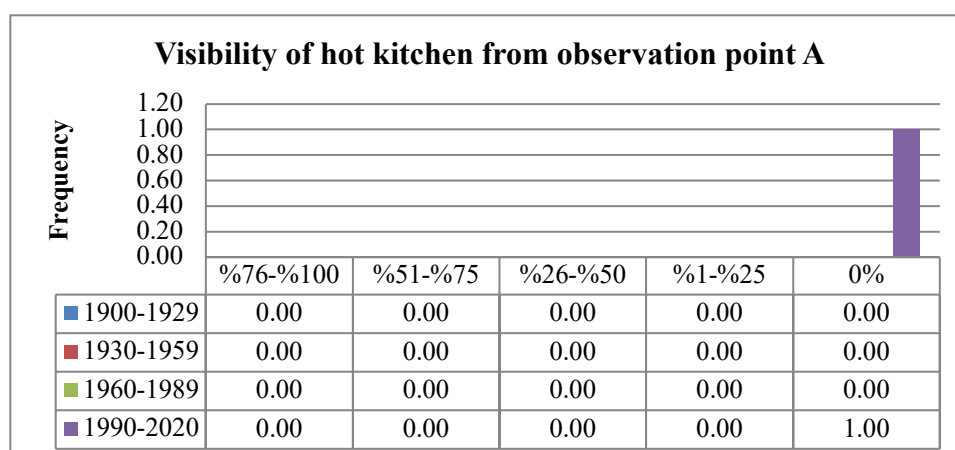 Visibility of hot kitchen from observation point A
Frequency
1.20
1.00
0.80
0.60
0.40
0.20
0.00
%76-%100 %51-%75 %26-%50 %1-%25 0%
1900-1929 0.00 0.00 0.00 0.00 0.00
1930-1959 0.00 0.00 0.00 0.00 0.00
1960-1989 0.00 0.00 0.00 0.00 0.00
1990-2020 0.00 0.00 0.00 0.00 1.00